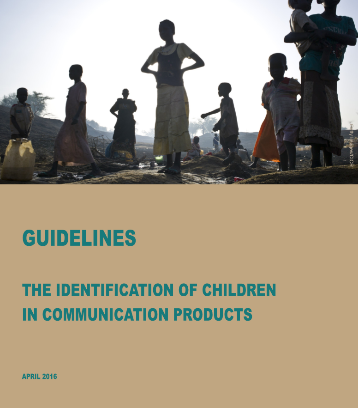 GUIDELINES
THE IDENTIFICATION OF CHILDREN
IN COMMUNICATION PRODUCTS
APRIL 2016